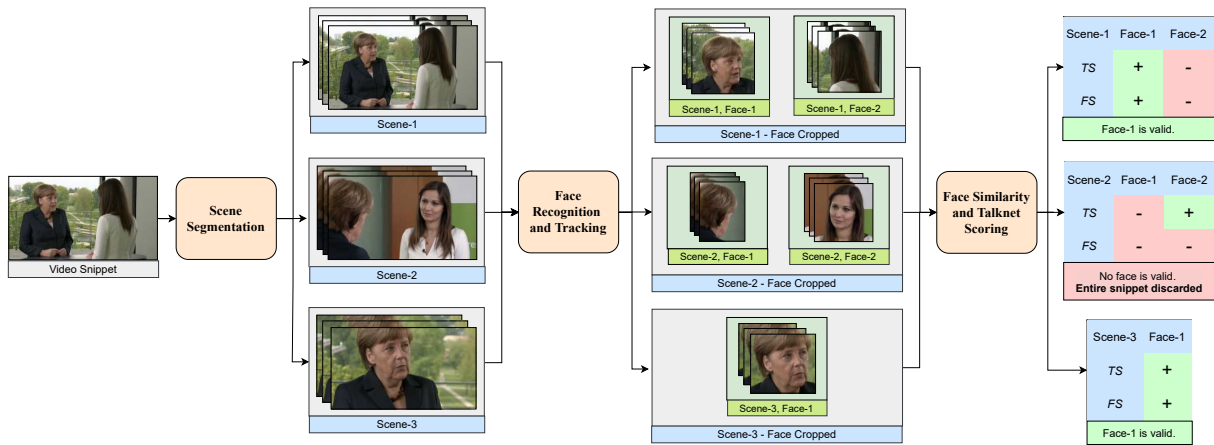 Video Snippet
Scene
Segmentation
Scene-1
Scene-2
Scene-3
Face
Recognition
and Tracking
Scene-1, Face-1
Scene-1, Face-2
Scene-1 - Face Cropped
Scene-2, Face-1
Scene-2, Face-2
Scene-2 - Face Cropped
Scene-3, Face-1
Scene-3 - Face Cropped
Face Similarity
and Talknet
Scoring
Scene-1 Face-1 Face-2
TS + -
FS + -
Face-1 is valid.
Scene-2 Face-1 Face-2
TS - +
FS - -
No face is valid.
Entire snippet discarded
Scene-3 Face-1
TS +
FS +
Face-1 is valid.